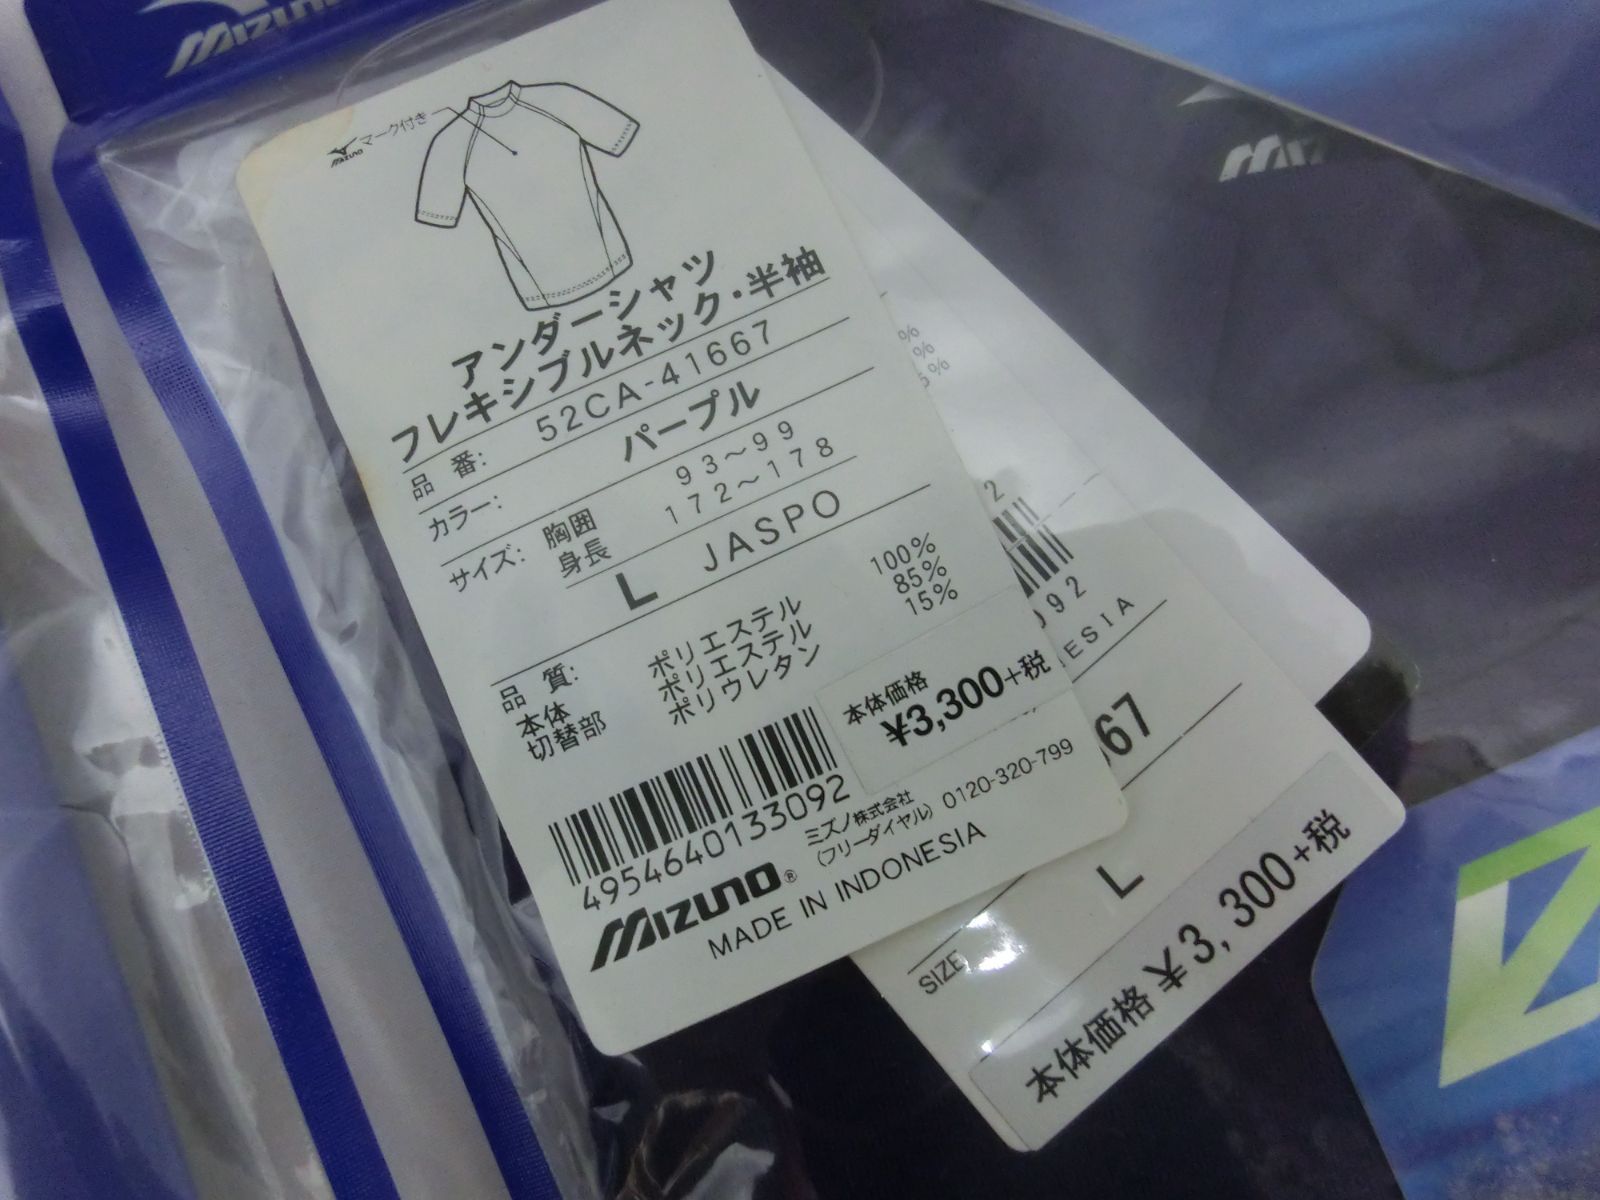 Mizuno
Mizuno
マーク付き
アンダーシャツ
フレキシブルネック・半袖
品 番: 52CA-41667
カラー: パープル
サイズ: 胸囲 93~99
身長 172~178
L JASPO
品 質:
本体 ポリエステル 100%
切替部 ポリエステル 85%
ポリウレタン 15%
本体価格
¥3,300+税
4954640133092
ミズノ株式会社
(フリーダイヤル) 0120-320-799
Mizuno®
MADE IN INDONESIA
%
%
5%
2
092
ESIA
67
SIZE L
本体価格 ¥3,300+税